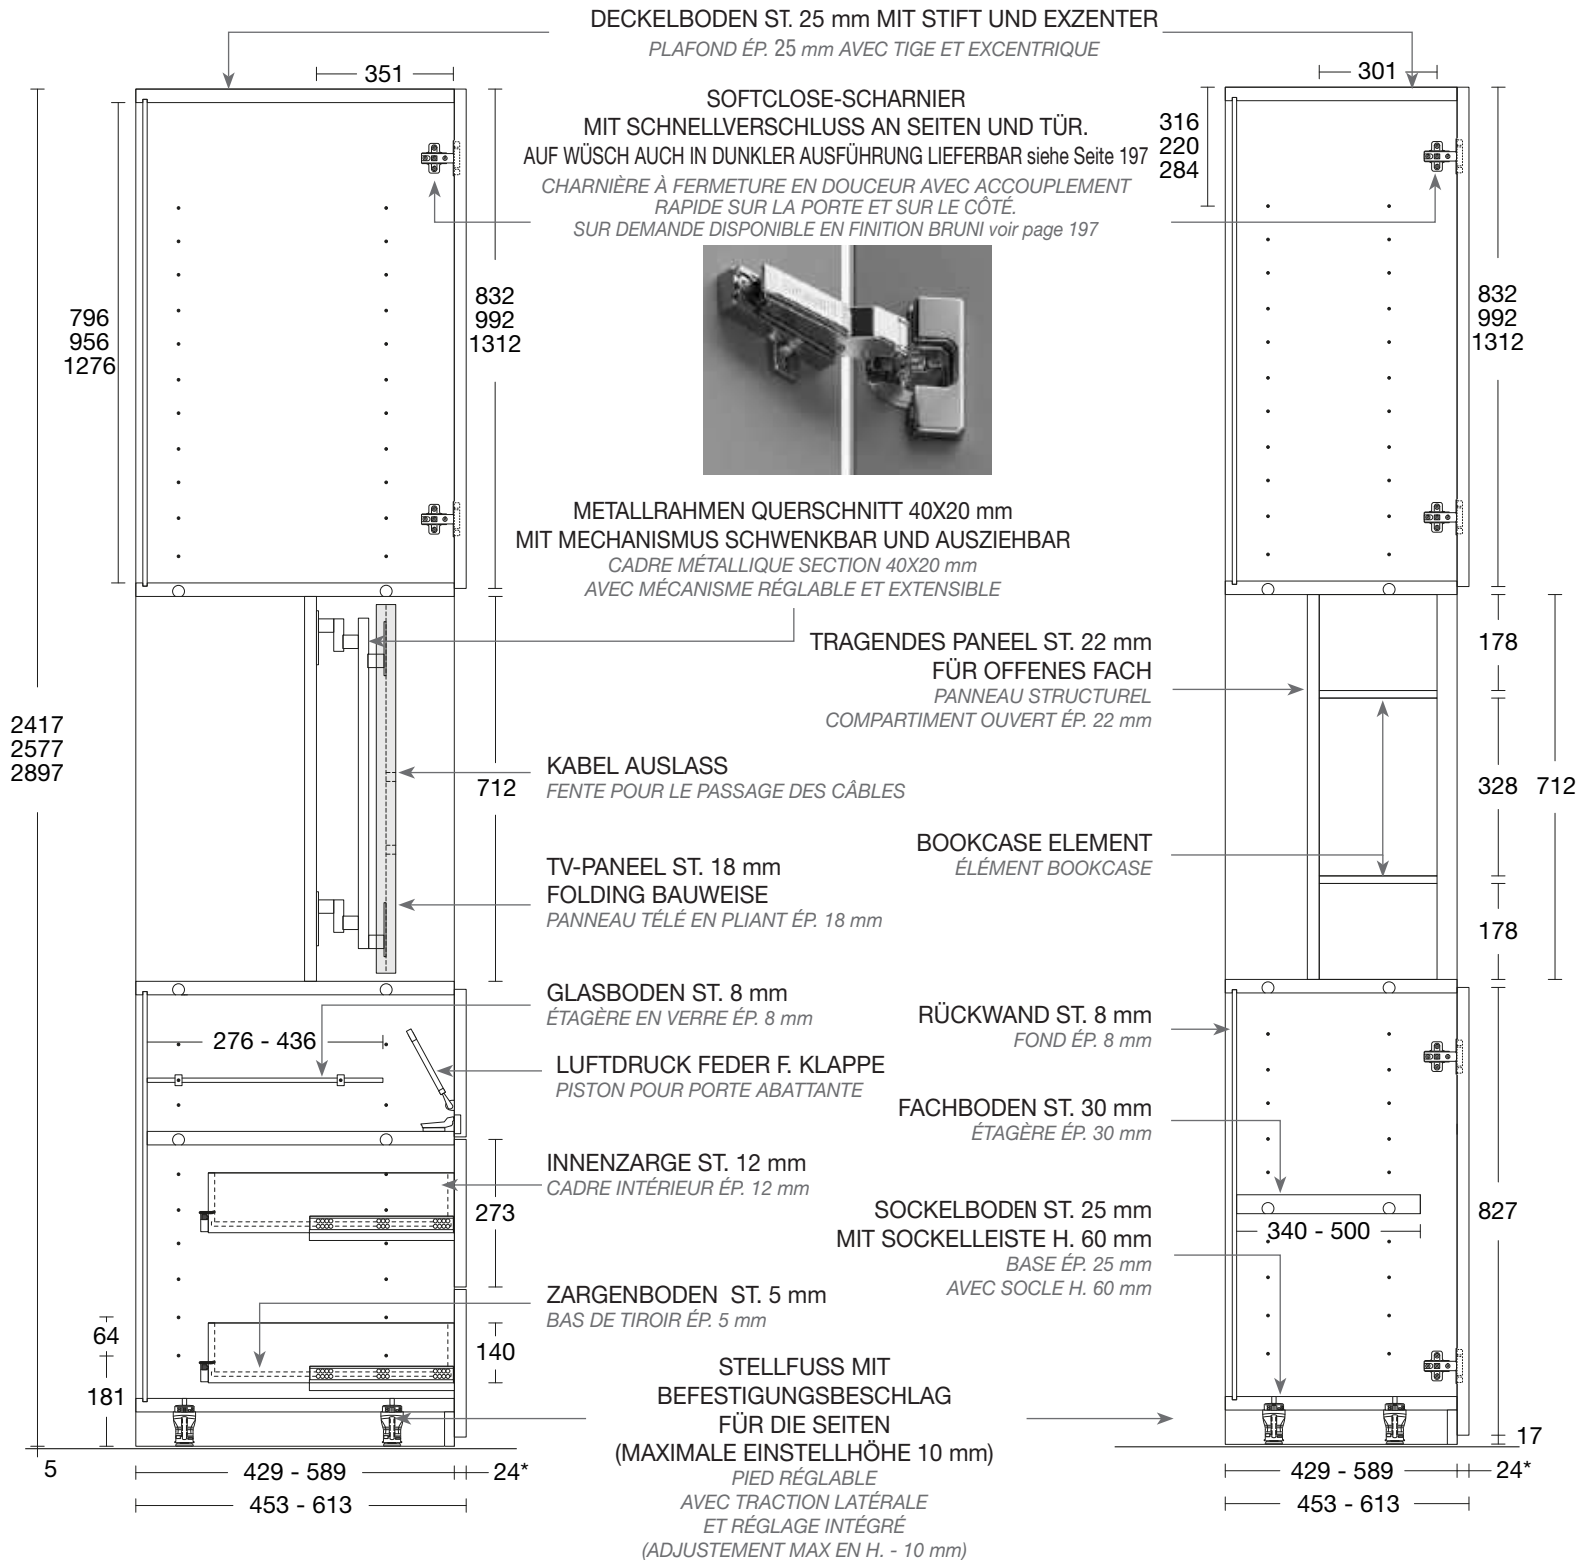 DECKELBODEN ST. 25 mm MIT STIFT UND EXZENTER
PLAFOND ÉP. 25 mm AVEC TIGE ET EXCENTRIQUE
351
301
SOFTCLOSE-SCHARNIER
MIT SCHNELLVERSCHLUSS AN SEITEN UND TÜR.
AUF WÜSCH AUCH IN DUNKLER AUSFÜHRUNG LIEFERBAR siehe Seite 197
CHARNIÈRE À FERMETURE EN DOUCEUR AVEC ACCOUPLEMENT
RAPIDE SUR LA PORTE ET SUR LE CÔTÉ.
SUR DEMANDE DISPONIBLE EN FINITION BRUNI voir page 197
316
220
284
796
956
1276
832
992
1312
832
992
1312
METALLRAHMEN QUERSCHNITT 40X20 mm
MIT MECHANISMUS SCHWENKBAR UND AUSZIEHBAR
CADRE MÉTALLIQUE SECTION 40X20 mm
AVEC MÉCANISME RÉGLABLE ET EXTENSIBLE
TRAGENDES PANEEL ST. 22 mm
FÜR OFFENES FACH
PANNEAU STRUCTUREL
COMPARTIMENT OUVERT ÉP. 22 mm
178
2417
2577
2897
KABEL AUSLASS
FENTE POUR LE PASSAGE DES CÂBLES
712
328
712
BOOKCASE ELEMENT
ÉLÉMENT BOOKCASE
TV-PANEEL ST. 18 mm
FOLDING BAUWEISE
PANNEAU TÉLÉ EN PLIANT ÉP. 18 mm
178
GLASBODEN ST. 8 mm
ÉTAGÈRE EN VERRE ÉP. 8 mm
RÜCKWAND ST. 8 mm
FOND ÉP. 8 mm
276 - 436
LUFTDRUCK FEDER F. KLAPPE
PISTON POUR PORTE ABATTANTE
FACHBODEN ST. 30 mm
ÉTAGÈRE ÉP. 30 mm
INNENZARGE ST. 12 mm
CADRE INTÉRIEUR ÉP. 12 mm
273
SOCKELBODEN ST. 25 mm
MIT SOCKELLEISTE H. 60 mm
BASE ÉP. 25 mm
AVEC SOCLE H. 60 mm
827
340 - 500
ZARGENBODEN ST. 5 mm
BAS DE TIROIR ÉP. 5 mm
64
140
181
STELLFUSS MIT
BEFESTIGUNGSBESCHLAG
FÜR DIE SEITEN
(MAXIMALE EINSTELLHÖHE 10 mm)
PIED RÉGLABLE
AVEC TRACTION LATÉRALE
ET RÉGLAGE INTÉGRÉ
(ADJUSTEMENT MAX EN H. - 10 mm)
17
5
429 - 589
24*
453 - 613
429 - 589
24*
453 - 613